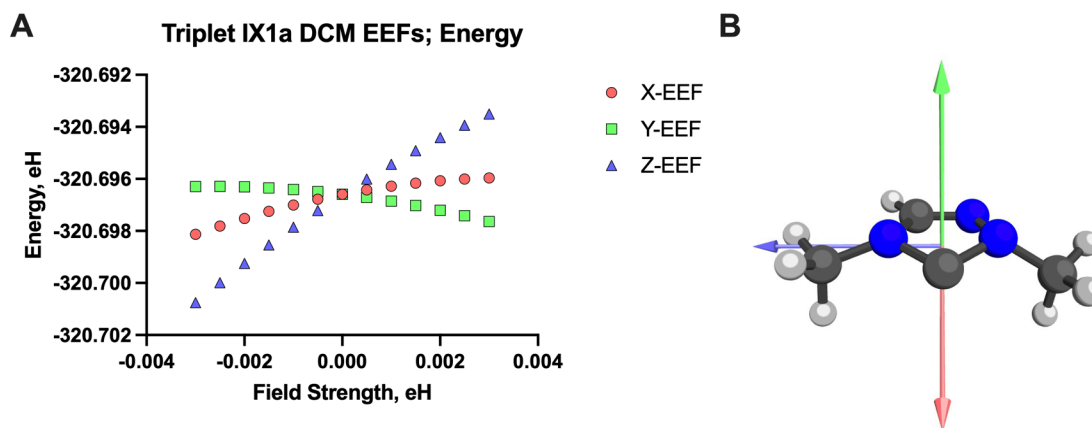 A
Triplet IX1a DCM EEFs; Energy
B
-320.692
-320.694
-320.696
-320.698
-320.700
-320.702
Energy, eH
-0.004
-0.002
0.000
0.002
0.004
Field Strength, eH
X-EEF
Y-EEF
Z-EEF